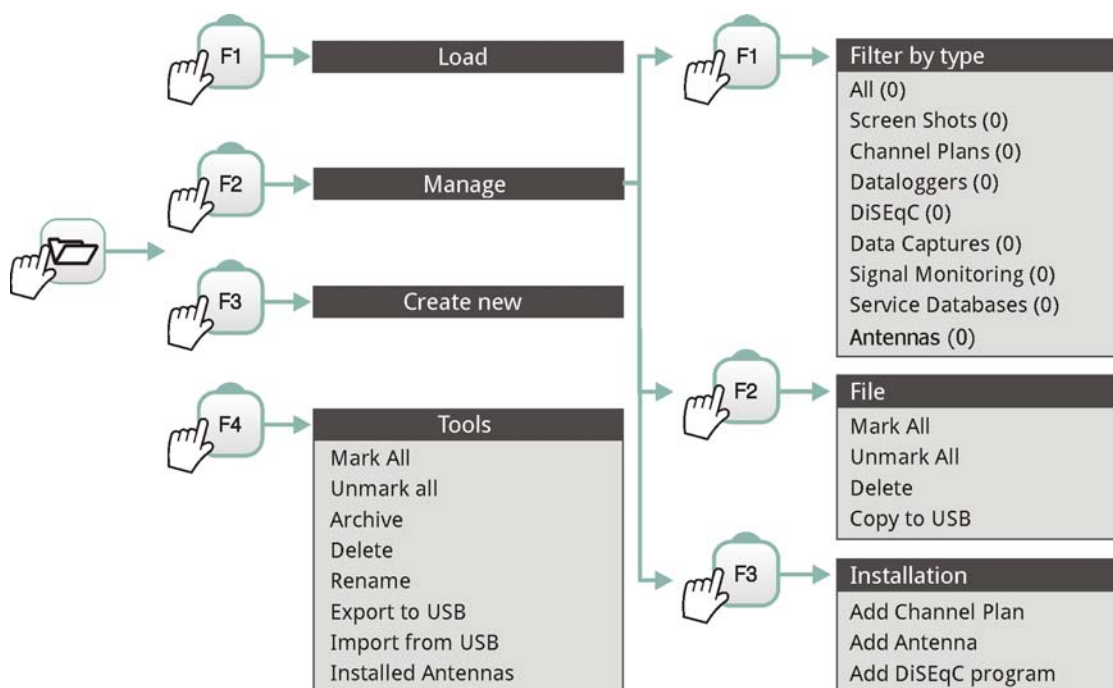 F1
Load
F2
Manage
F3
Create new
F4
Tools
Mark All
Unmark all
Archive
Delete
Rename
Export to USB
Import from USB
Installed Antennas
F1
Filter by type
All (0)
Screen Shots (0)
Channel Plans (0)
Dataloggers (0)
DiSEqC (0)
Data Captures (0)
Signal Monitoring (0)
Service Databases (0)
Antennas (0)
F2
File
Mark All
Unmark All
Delete
Copy to USB
F3
Installation
Add Channel Plan
Add Antenna
Add DiSEqC program